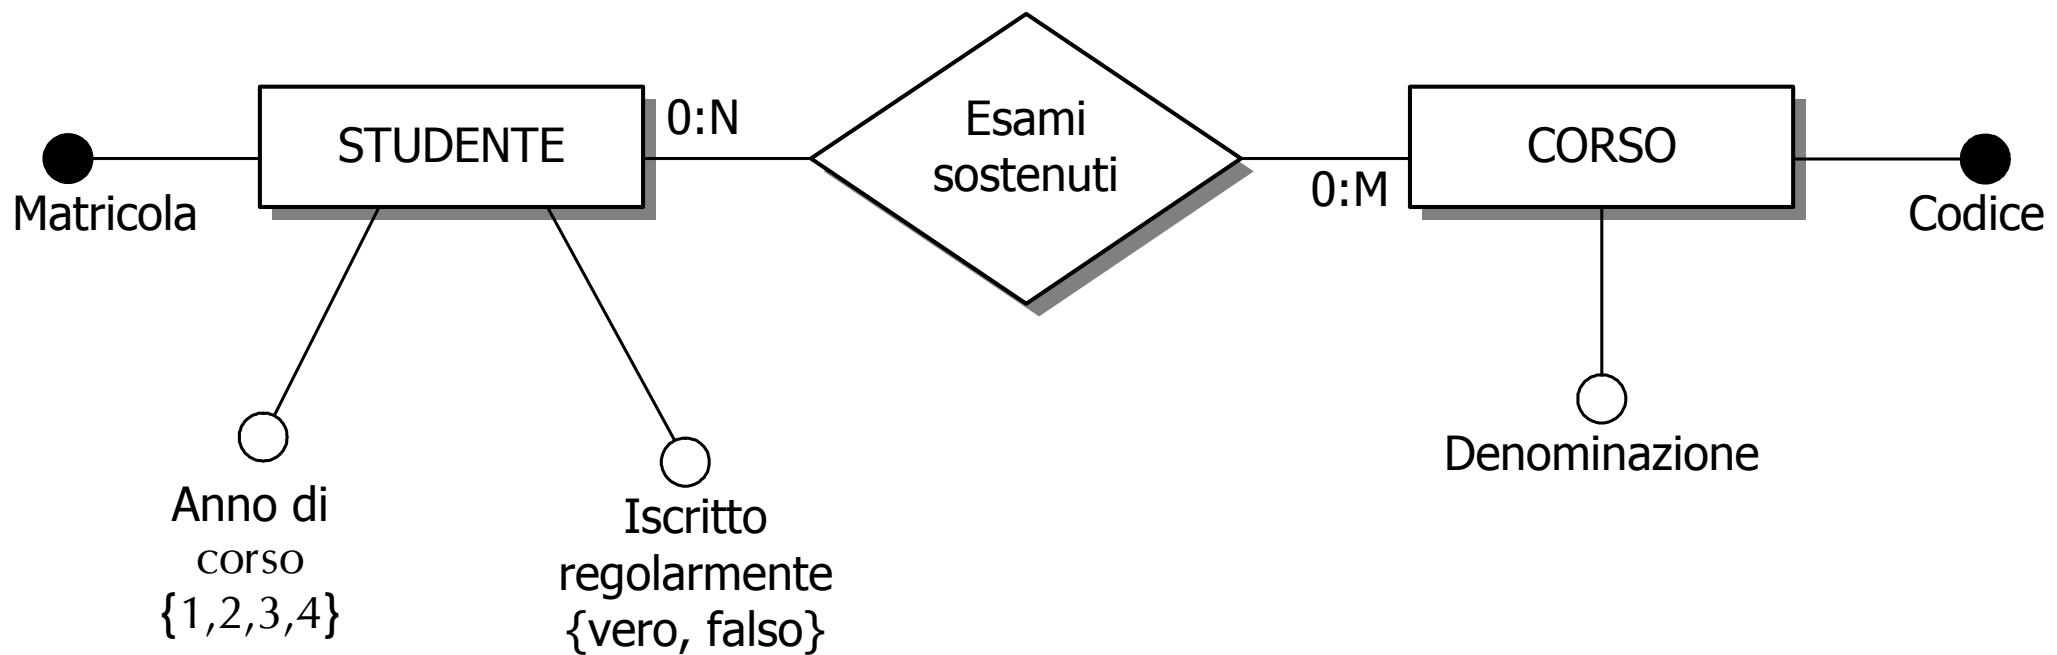 STUDENTE
0:N
Esami
sostenuti
0:M
CORSO
Matricola
Codice
Anno di
corso
{1,2,3,4}
Iscritto
regolarmente
{vero, falso}
Denominazione